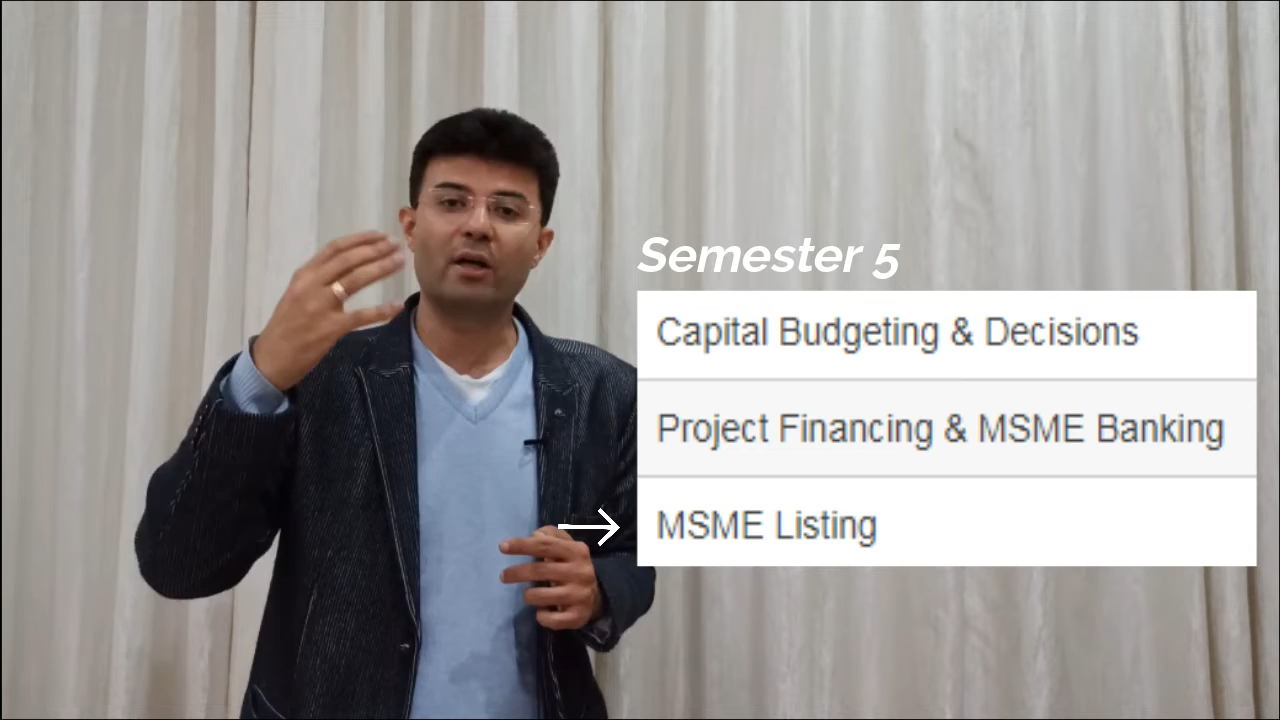 Semester 5
Capital Budgeting & Decisions
Project Financing & MSME Banking
MSME Listing